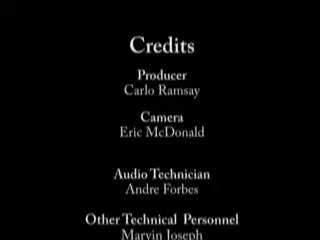 Credits
Producer
Carlo Ramsay
Camera
Eric McDonald
Audio Technician
Andre Forbes
Other Technical Personnel
Marvin Joseph